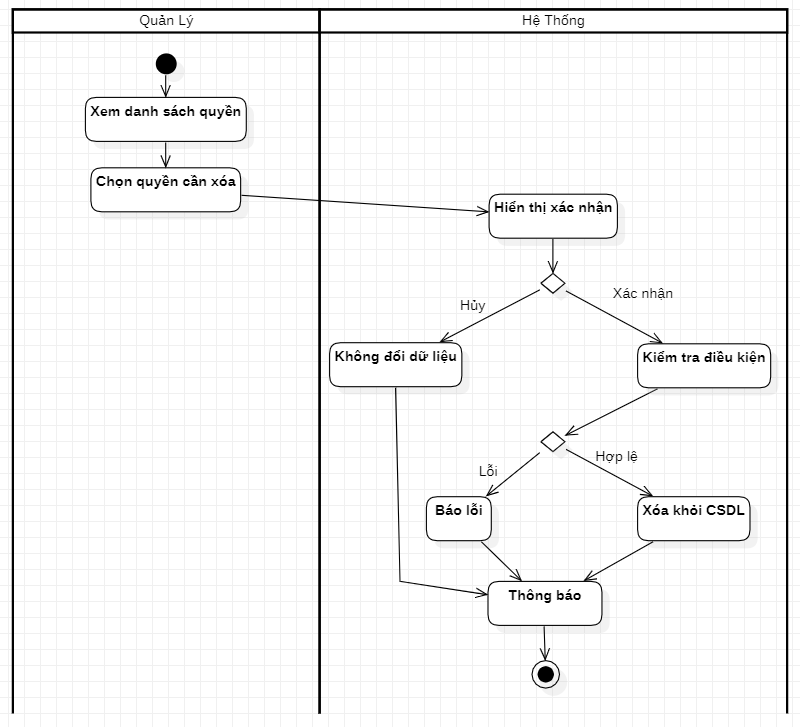 Quản Lý
Hệ Thống
Xem danh sách quyền
Chọn quyền cần xóa
Hiển thị xác nhận
Hủy
Xác nhận
Không đổi dữ liệu
Kiểm tra điều kiện
Lỗi
Hợp lệ
Báo lỗi
Xóa khỏi CSDL
Thông báo